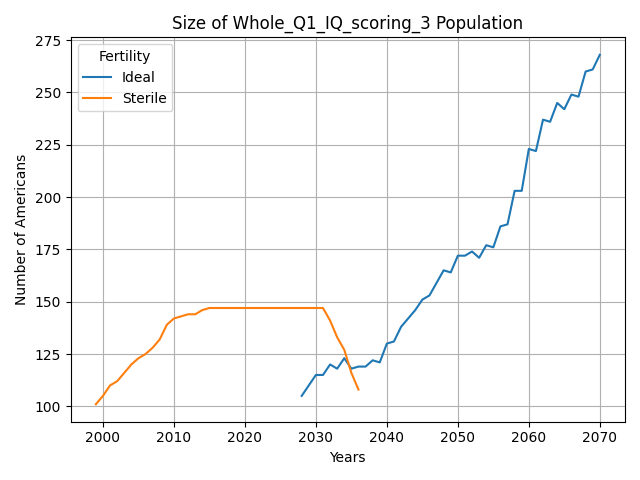 Size of Whole_Q1_IQ_scoring_3 Population
Number of Americans
275
250
225
200
175
150
125
100
Fertility
Ideal
Sterile
2000 2010 2020 2030 2040 2050 2060 2070
Years